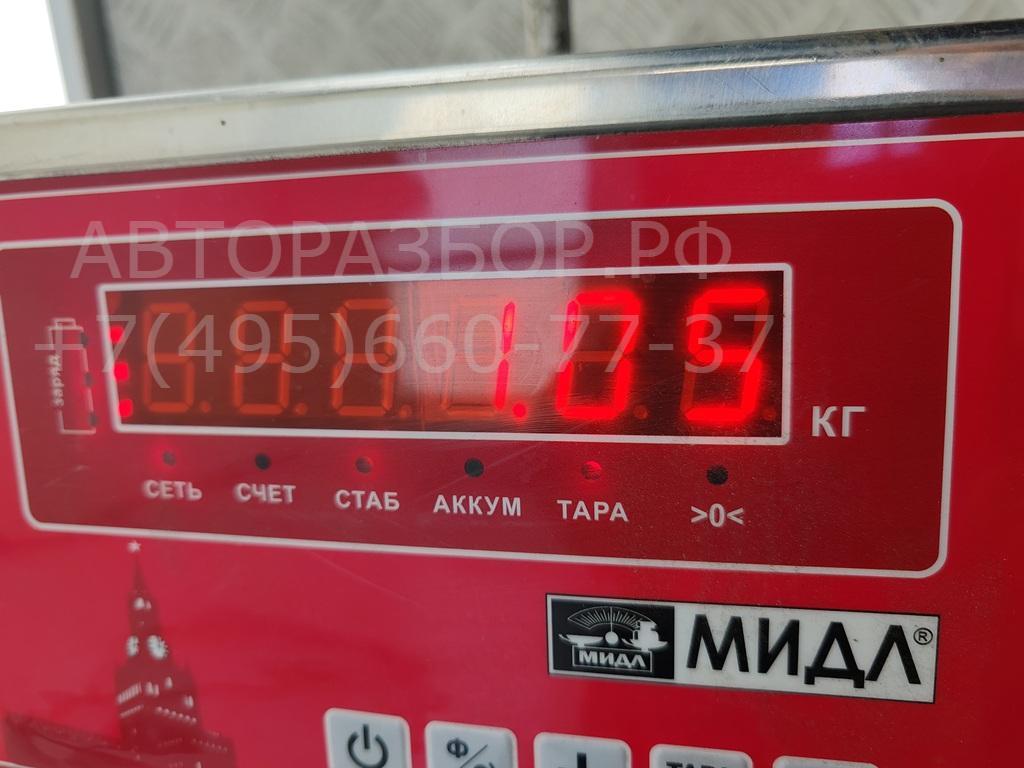 АВТОРАЗБОР.РФ
+7(495)660-77-37
заряд
1.05
КГ
СЕТЬ СЧЕТ СТАБ АККУМ ТАРА >0<
МИДЛ МИДЛ®
Ф/
ТАРА